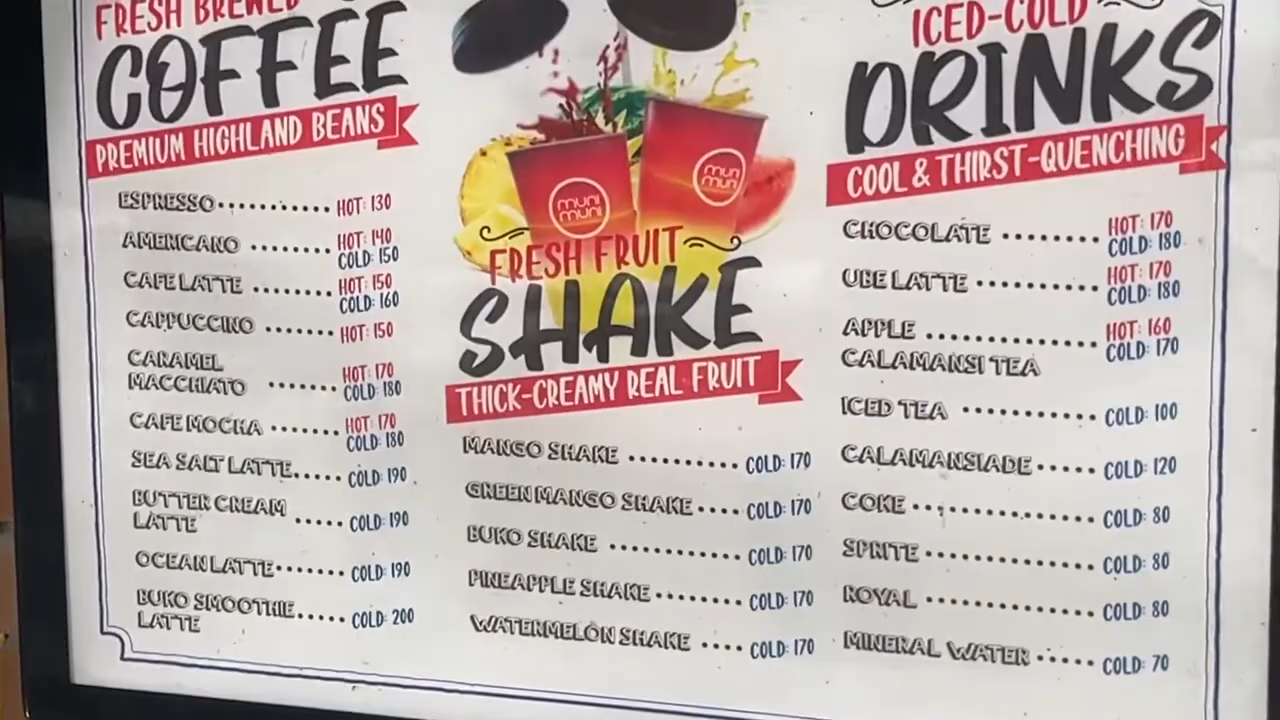 FRESH BREWED
COFFEE
PREMIUM HIGHLAND BEANS
ESPRESSO HOT: 130
AMERICANO HOT: 140
COLD: 150
CAFE LATTE HOT: 150
COLD: 160
CAPPUCCINO HOT: 150
CARAMEL
MACCHIATO HOT: 170
COLD: 180
CAFE MOCHA HOT: 170
COLD: 180
SEA SALT LATTE COLD: 190
BUTTER CREAM
LATTE COLD: 190
OCEAN LATTE COLD: 190
BUKO SMOOTHIE
LATTE COLD: 200
muni
muni
muni
muni
FRESH FRUIT
SHAKE
THICK-CREAMY REAL FRUIT
MANGO SHAKE COLD: 170
GREEN MANGO SHAKE COLD: 170
BUKO SHAKE COLD: 170
PINEAPPLE SHAKE COLD: 170
WATERMELON SHAKE COLD: 170
ICED-COLD
DRINKS
COOL & THIRST-QUENCHING
CHOCOLATE HOT: 170
COLD: 180
UBE LATTE HOT: 170
COLD: 180
APPLE HOT: 160
CALAMANSI TEA COLD: 170
ICED TEA COLD: 100
CALAMANSIADE COLD: 120
COKE COLD: 80
SPRITE COLD: 80
ROYAL COLD: 80
MINERAL WATER COLD: 70